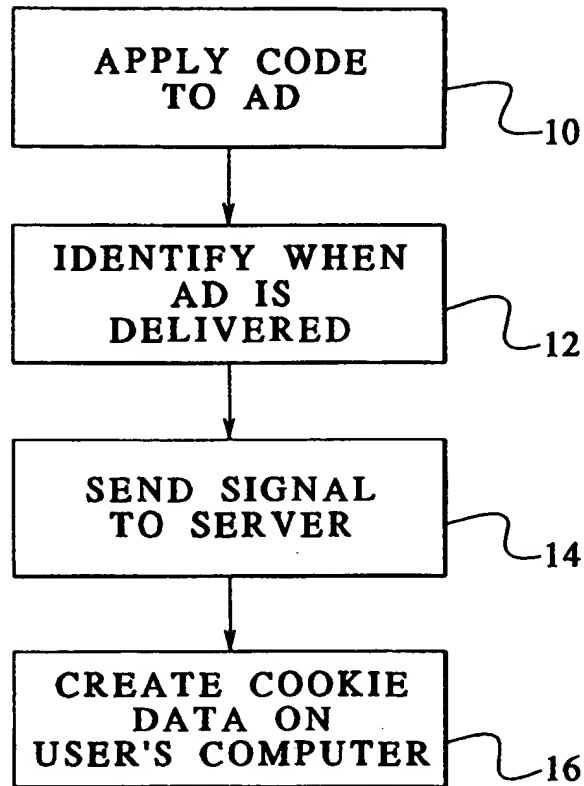 APPLY CODE
TO AD
10
IDENTIFY WHEN
AD IS
DELIVERED
12
SEND SIGNAL
TO SERVER
14
CREATE COOKIE
DATA ON
USER'S COMPUTER
16